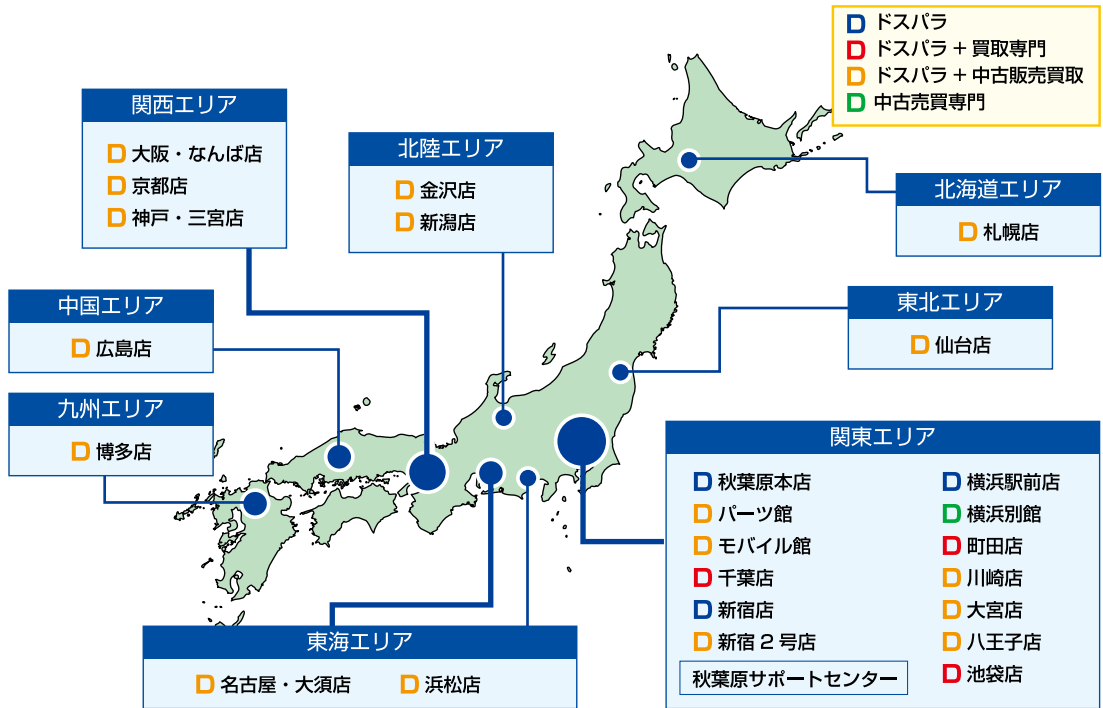 D ドスパラ
D ドスパラ + 買取専門
D ドスパラ + 中古販売買取
D 中古売買専門
関西エリア
D 大阪・なんば店
D 京都店
D 神戸・三宮店
北陸エリア
D 金沢店
D 新潟店
北海道エリア
D 札幌店
中国エリア
D 広島店
東北エリア
D 仙台店
九州エリア
D 博多店
関東エリア
D 秋葉原本店
D パーツ館
D モバイル館
D 千葉店
D 新宿店
D 新宿2号店
秋葉原サポートセンター
D 横浜駅前店
D 横浜別館
D 町田店
D 川崎店
D 大宮店
D 八王子店
D 池袋店
東海エリア
D 名古屋・大須店 D 浜松店